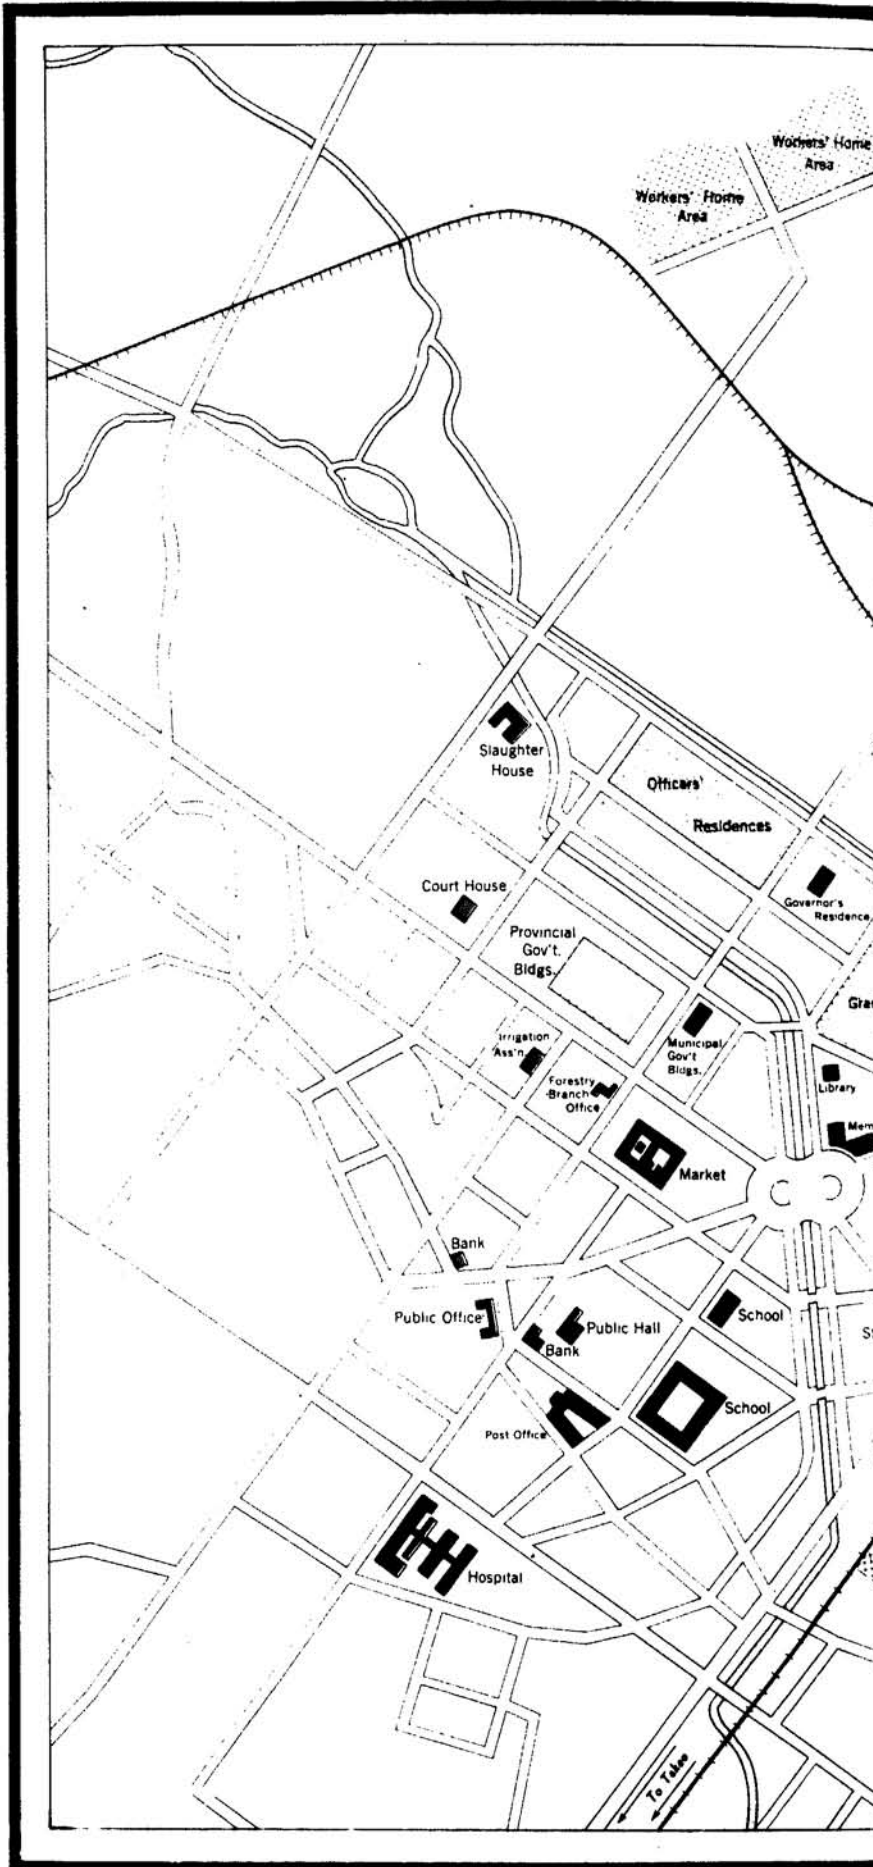 Workers' Home
Area
Workers' Home
Area
Slaughter
House
Officers'
Residences
Court House
Governor's
Residence
Provincial
Gov't.
Bldgs.
Irrigation
Ass'n.
Municipal
Gov't
Bldgs.
Forestry
Branch
Office
Library
Market
Bank
Public Office
Public Hall
School
Bank
School
Post Office
Hospital
To Takao